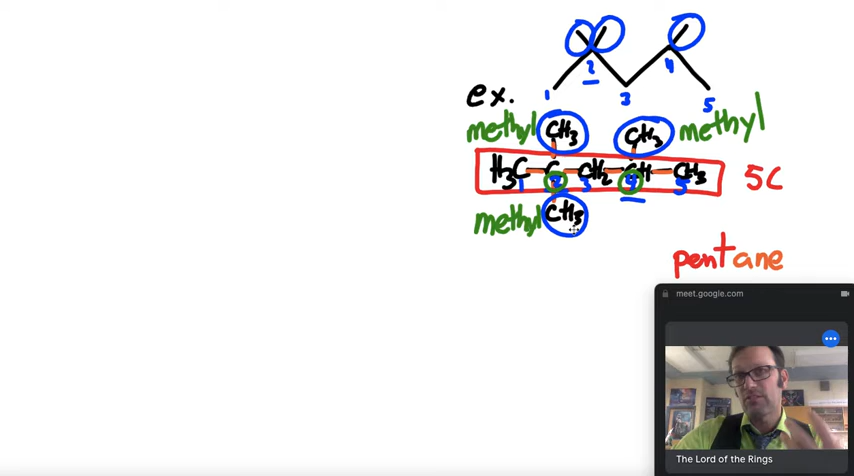 2
4
1
3
5
ex.
methyl CH3 CH3 methyl
H3C-C-CH2-CH-CH3 5C
1 2 3 4 5
methyl CH3
pentane
meet.google.com
The Lord of the Rings